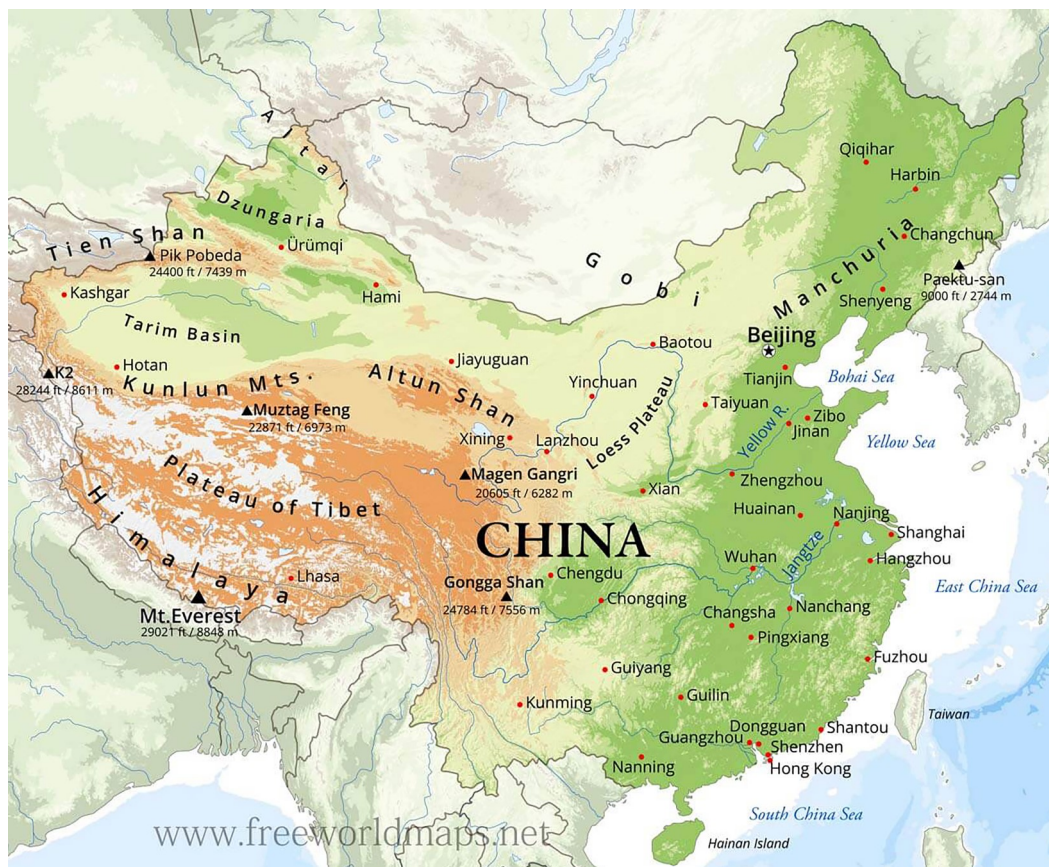 Altai
Qiqihar
Harbin
Dzungaria
Tien Shan
Pik Pobeda
24400 ft / 7439 m
Ürümqi
Changchun
Gobi
Manchuria
Paektu-san
9000 ft / 2744 m
Kashgar
Hami
Shenyeng
Tarim Basin
Beijing
Baotou
K2
28244 ft / 8611 m
Hotan
Jiayuguan
Tianjin
Bohai Sea
Kunlun Mts.
Altun Shan
Yinchuan
Muztag Feng
22871 ft / 6973 m
Taiyuan
Zibo
Jinan
Yellow R.
Yellow Sea
Xining
Lanzhou
Loess Plateau
Magen Gangri
20605 ft / 6282 m
Zhengzhou
Xian
Plateau of Tibet
Huainan
Nanjing
Shanghai
CHINA
Himalaya
Wuhan
Jangtze
Hangzhou
Lhasa
Gongga Shan
24784 ft / 7556 m
Chengdu
East China Sea
Mt.Everest
29021 ft / 8848 m
Chongqing
Changsha
Nanchang
Pingxiang
Fuzhou
Guiyang
Kunming
Guilin
Taiwan
Dongguan
Shantou
Guangzhou
Shenzhen
Nanning
Hong Kong
South China Sea
www.freeworldmaps.net
Hainan Island